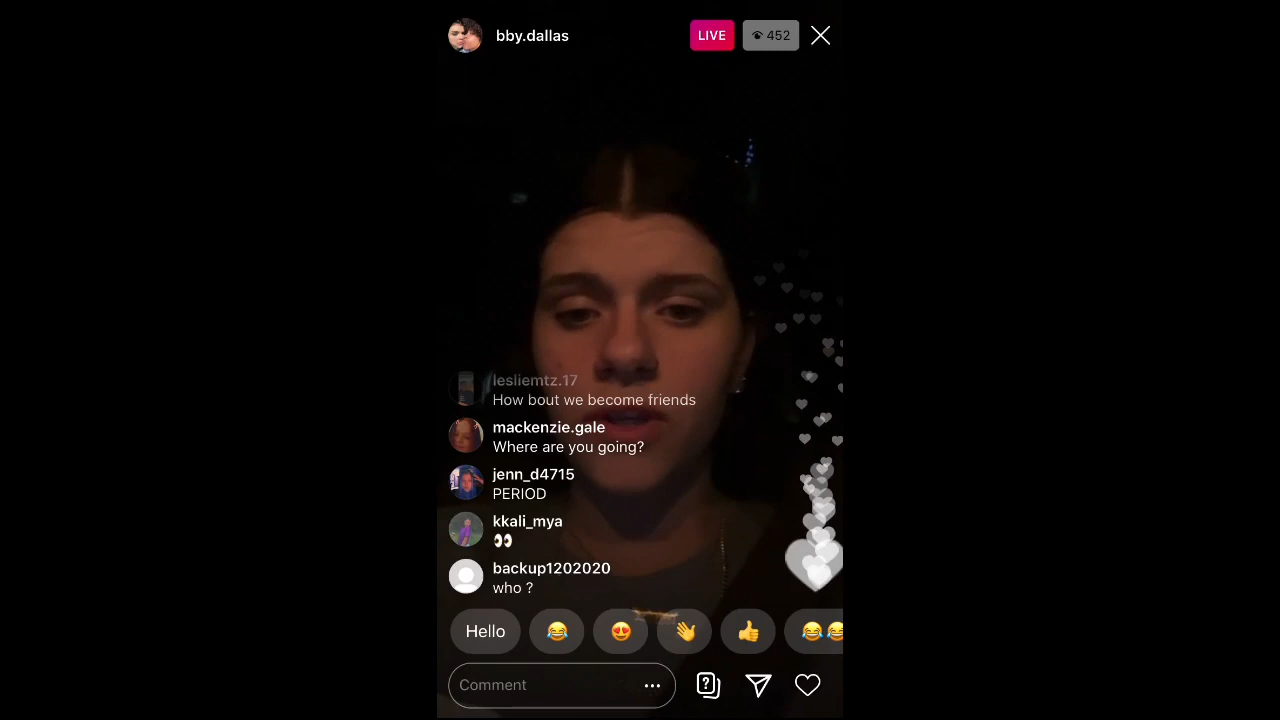 bby.dallas
LIVE
452
lesliemtz.17
How bout we become friends
mackenzie.gale
Where are you going?
jenn_d4715
PERIOD
kkali_mya
👀
backup1202020
who ?
Hello 😂 😍 👋 👍 😂😂
Comment